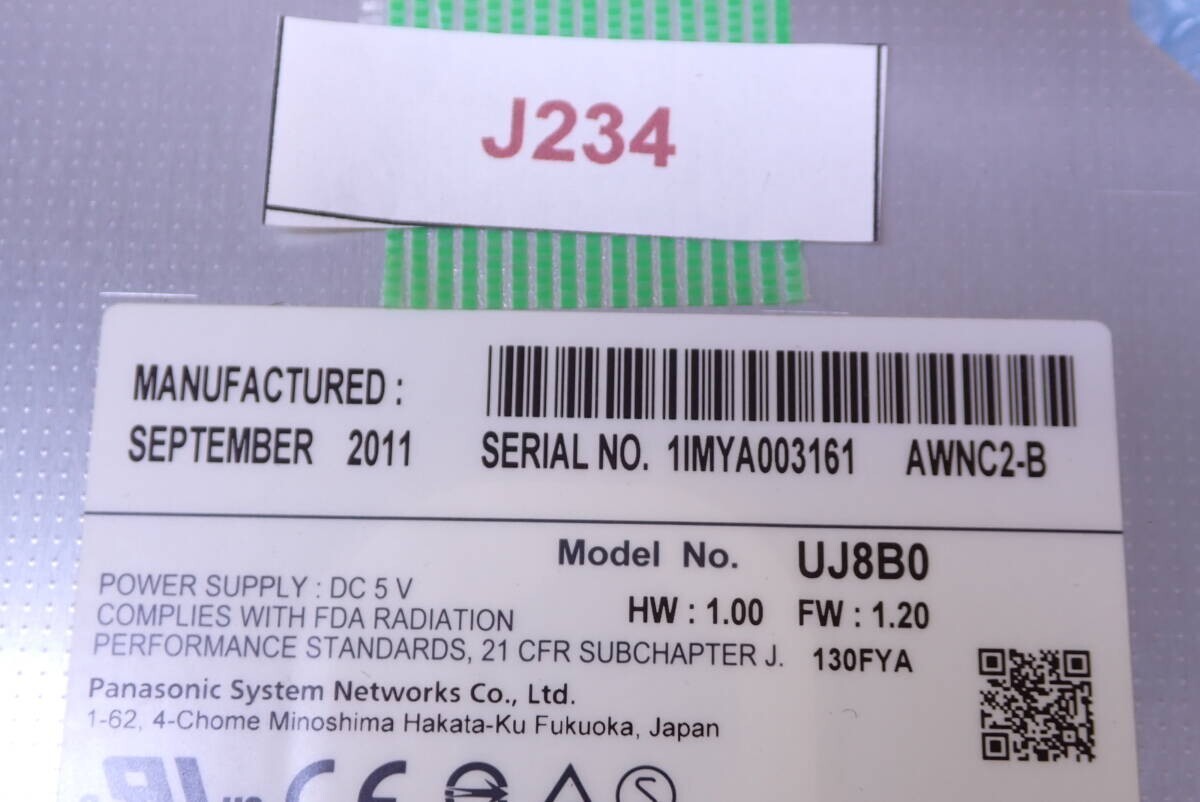 J234
MANUFACTURED :
SEPTEMBER 2011
SERIAL NO. 1IMYA003161 AWNC2-B
Model No. UJ8B0
POWER SUPPLY : DC 5 V
HW : 1.00 FW : 1.20
COMPLIES WITH FDA RADIATION
PERFORMANCE STANDARDS, 21 CFR SUBCHAPTER J.
130FYA
Panasonic System Networks Co., Ltd.
1-62, 4-Chome Minoshima Hakata-Ku Fukuoka, Japan